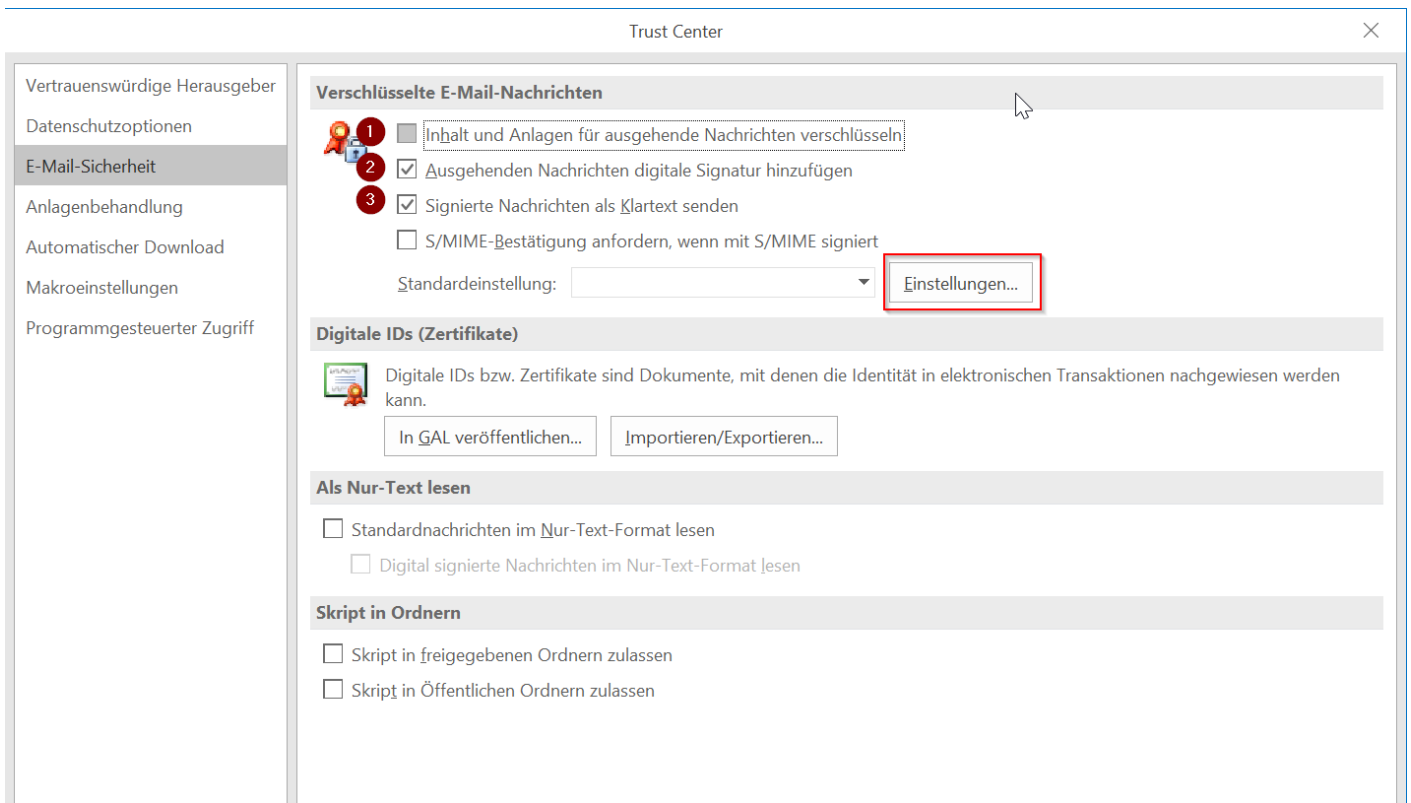 Trust Center
Vertrauenswürdige Herausgeber
Datenschutzoptionen
E-Mail-Sicherheit
Anlagenbehandlung
Automatischer Download
Makroeinstellungen
Programmgesteuerter Zugriff
Verschlüsselte E-Mail-Nachrichten
1 Inhalt und Anlagen für ausgehende Nachrichten verschlüsseln
2 Ausgehenden Nachrichten digitale Signatur hinzufügen
3 Signierte Nachrichten als Klartext senden
S/MIME-Bestätigung anfordern, wenn mit S/MIME signiert
Standardeinstellung: Einstellungen...
Digitale IDs (Zertifikate)
Digitale IDs bzw. Zertifikate sind Dokumente, mit denen die Identität in elektronischen Transaktionen nachgewiesen werden
kann.
In GAL veröffentlichen... Importieren/Exportieren...
Als Nur-Text lesen
Standardnachrichten im Nur-Text-Format lesen
Digital signierte Nachrichten im Nur-Text-Format lesen
Skript in Ordnern
Skript in freigegebenen Ordnern zulassen
Skript in Öffentlichen Ordnern zulassen